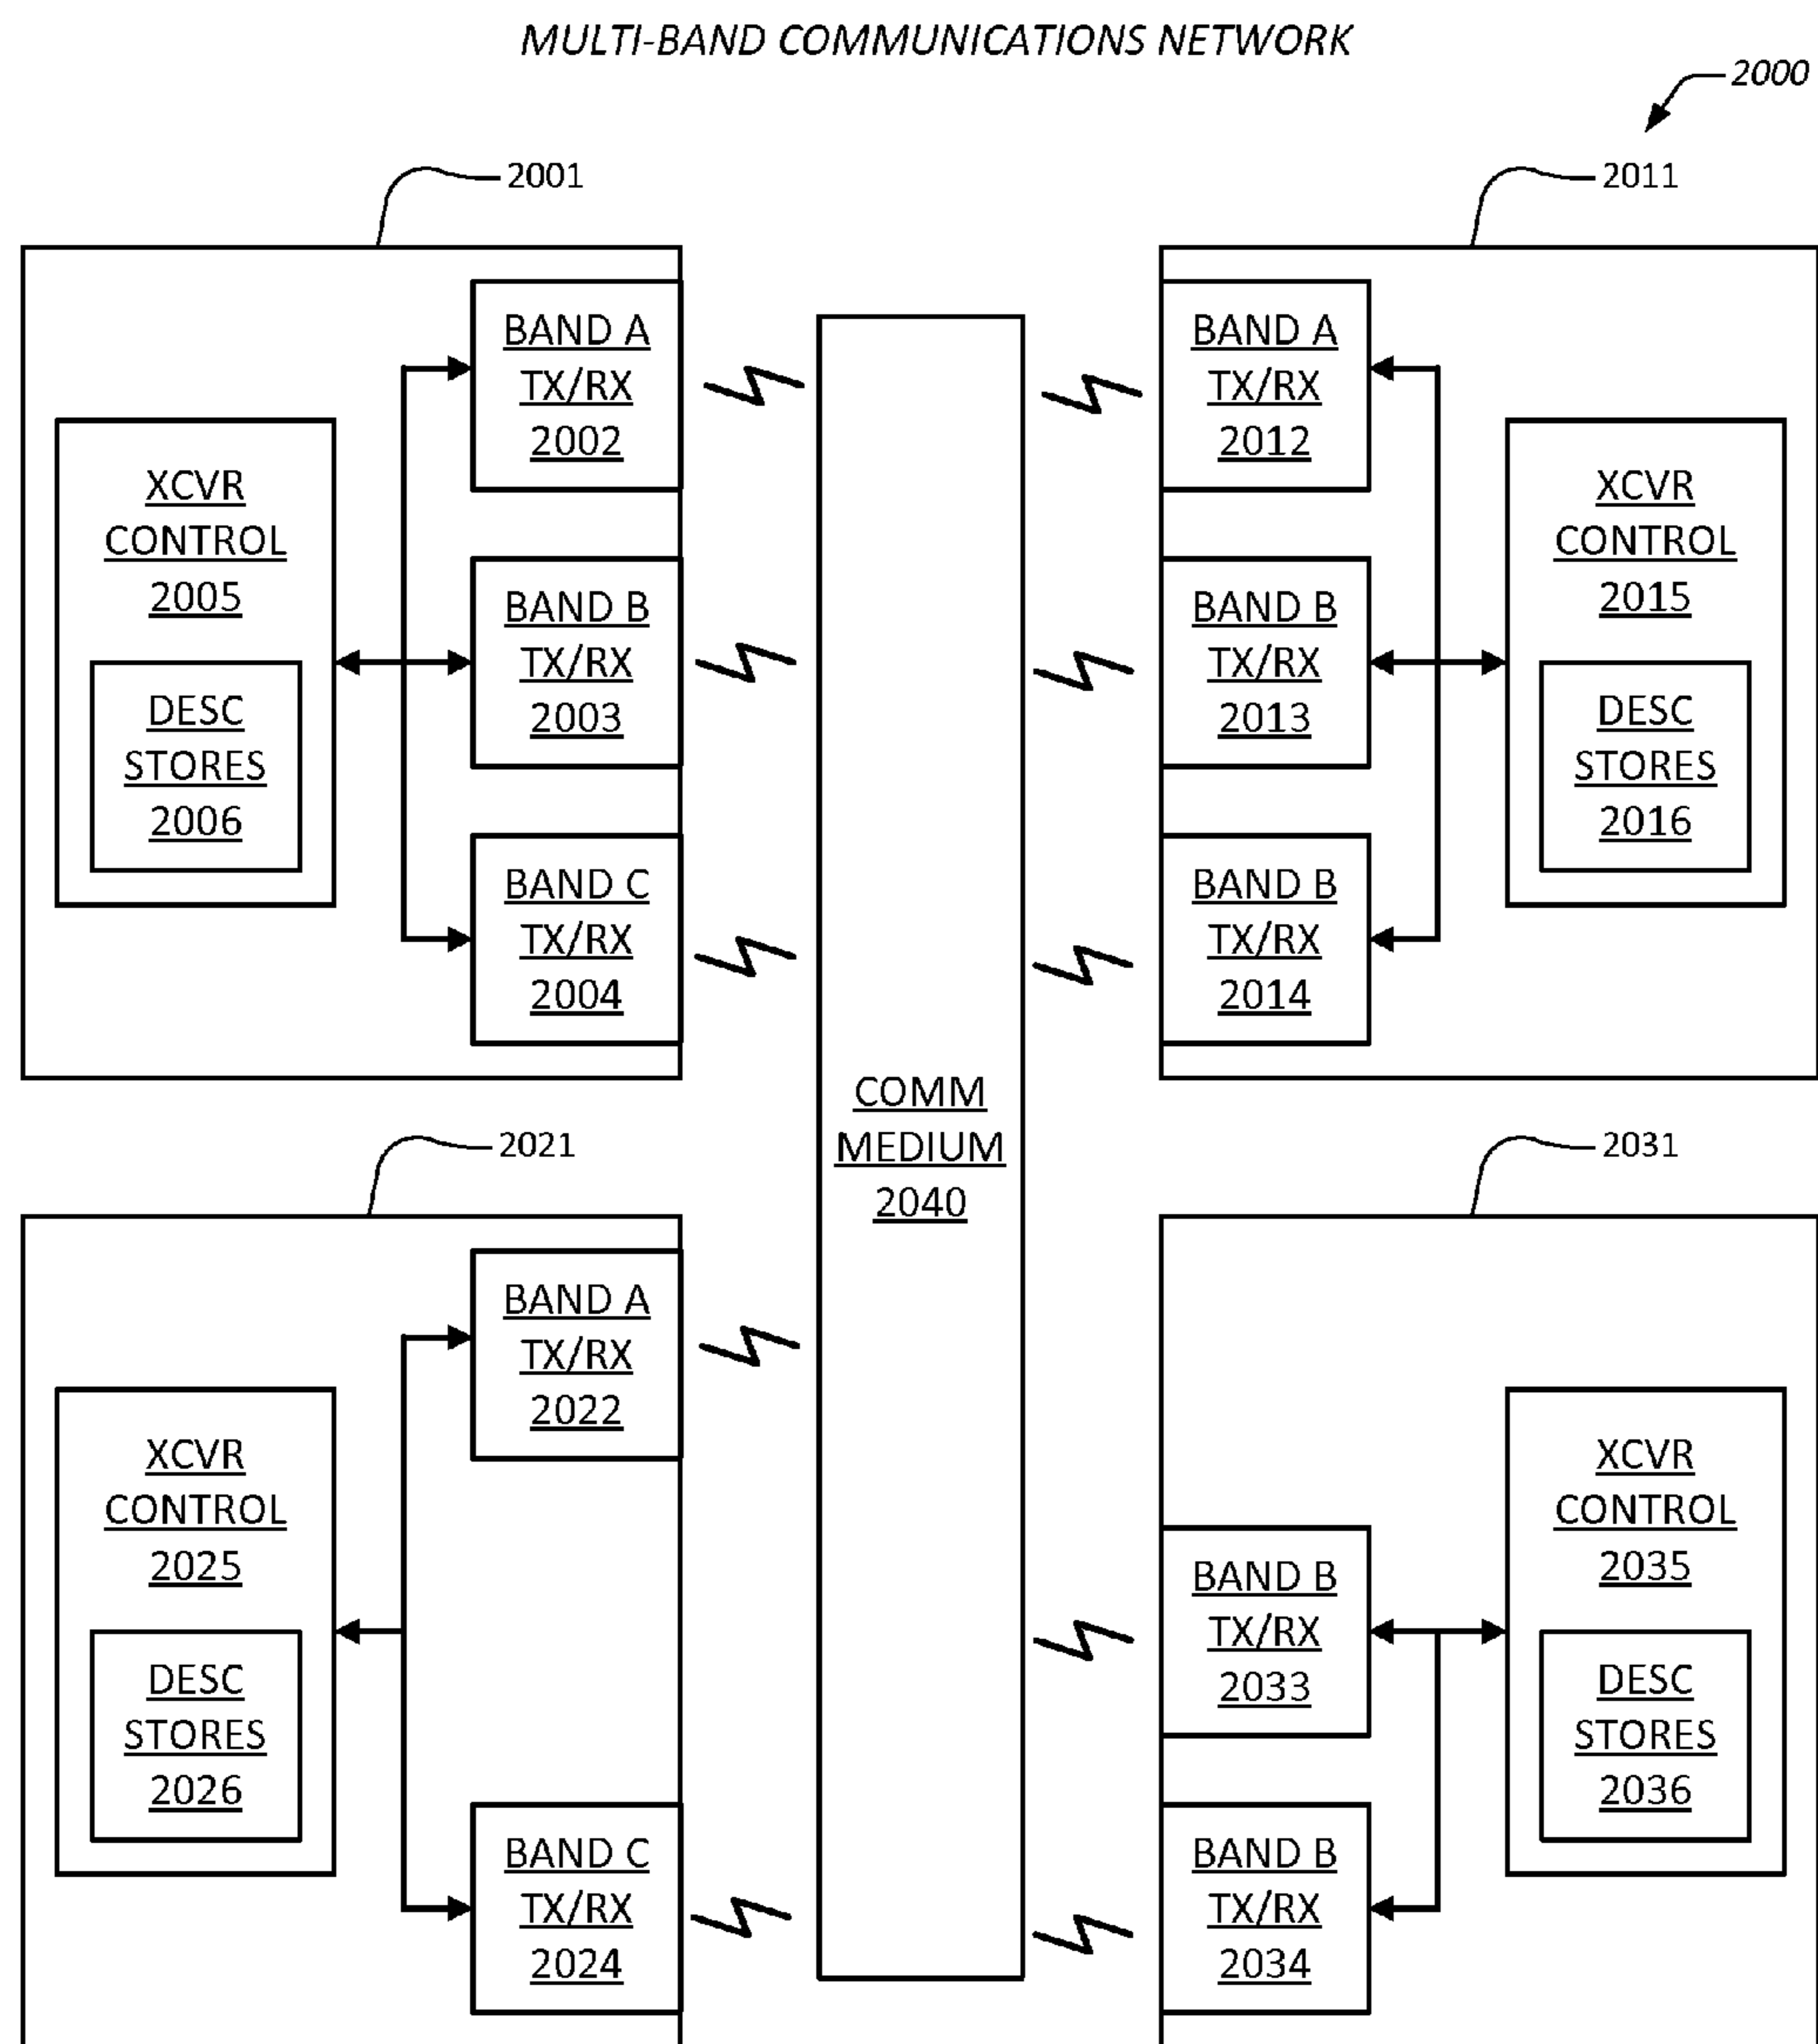 MULTI-BAND COMMUNICATIONS NETWORK
2000
2001
BAND A
TX/RX
2002
XCVR
CONTROL
2005
BAND B
TX/RX
2003
DESC
STORES
2006
BAND C
TX/RX
2004
2011
BAND A
TX/RX
2012
XCVR
CONTROL
2015
BAND B
TX/RX
2013
DESC
STORES
2016
BAND B
TX/RX
2014
COMM
MEDIUM
2040
2021
BAND A
TX/RX
2022
XCVR
CONTROL
2025
DESC
STORES
2026
BAND C
TX/RX
2024
2031
XCVR
CONTROL
2035
BAND B
TX/RX
2033
DESC
STORES
2036
BAND B
TX/RX
2034